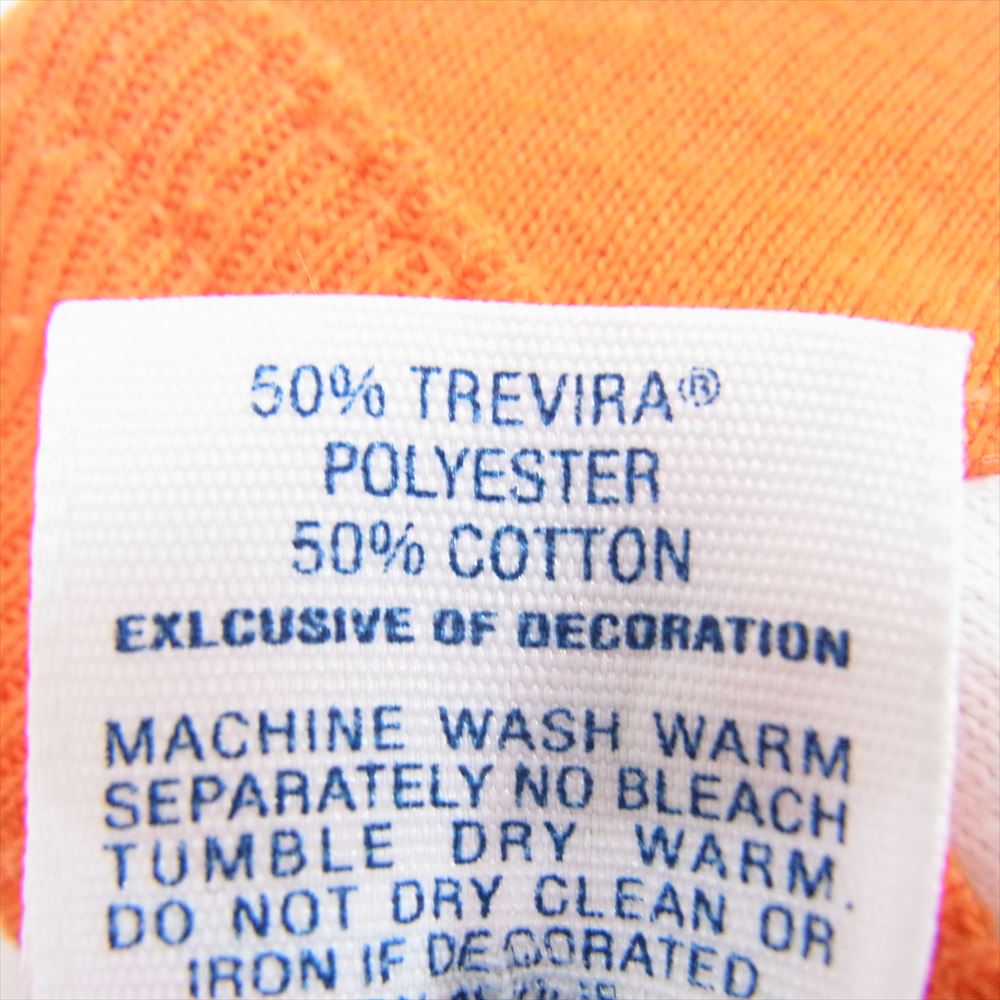 50% TREVIRA®
POLYESTER
50% COTTON
EXLCUSIVE OF DECORATION
MACHINE WASH WARM
SEPARATELY NO BLEACH
TUMBLE DRY WARM.
DO NOT DRY CLEAN OR
IRON IF DECORATED